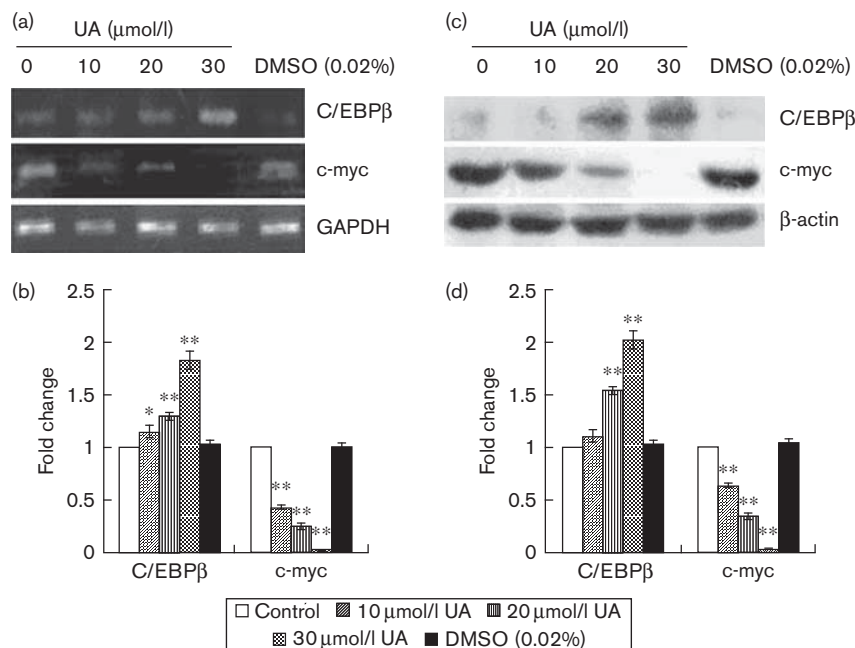 (a)
UA (μmol/l)
0 10 20 30 DMSO (0.02%)
C/EBPβ
c-myc
GAPDH
(c)
UA (μmol/l)
0 10 20 30 DMSO (0.02%)
C/EBPβ
c-myc
β-actin
(b)
Fold change
2.5
2
1.5
1
0.5
0
* ** **
** ** **
C/EBPβ c-myc
(d)
Fold change
2.5
2
1.5
1
0.5
0
** **
** ** **
C/EBPβ c-myc
Control 10 μmol/l UA 20 μmol/l UA
30 μmol/l UA DMSO (0.02%)